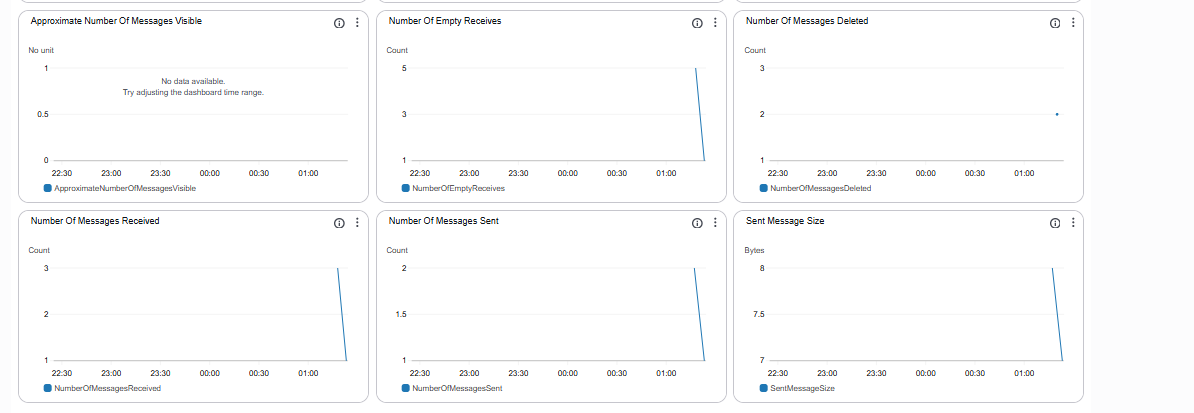 Approximate Number Of Messages Visible
No unit
1
No data available.
Try adjusting the dashboard time range.
0.5
0
22:30 23:00 23:30 00:00 00:30 01:00
ApproximateNumberOfMessagesVisible
Number Of Empty Receives
Count
5
3
1
22:30 23:00 23:30 00:00 00:30 01:00
NumberOfEmptyReceives
Number Of Messages Deleted
Count
3
2
1
22:30 23:00 23:30 00:00 00:30 01:00
NumberOfMessagesDeleted
Number Of Messages Received
Count
3
2
1
22:30 23:00 23:30 00:00 00:30 01:00
NumberOfMessagesReceived
Number Of Messages Sent
Count
2
1.5
1
22:30 23:00 23:30 00:00 00:30 01:00
NumberOfMessagesSent
Sent Message Size
Bytes
8
7.5
7
22:30 23:00 23:30 00:00 00:30 01:00
SentMessageSize